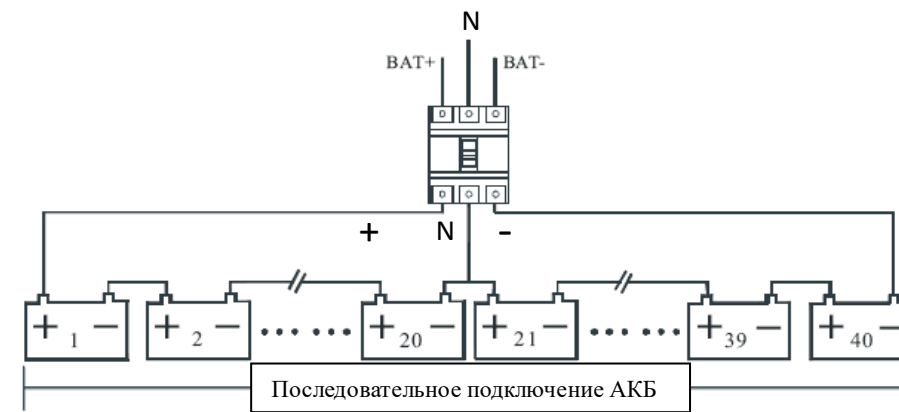 N
BAT+ BAT-
+ N -
+ - + - + - + - + - + -
1 2 20 21 39 40
Последовательное подключение АКБ